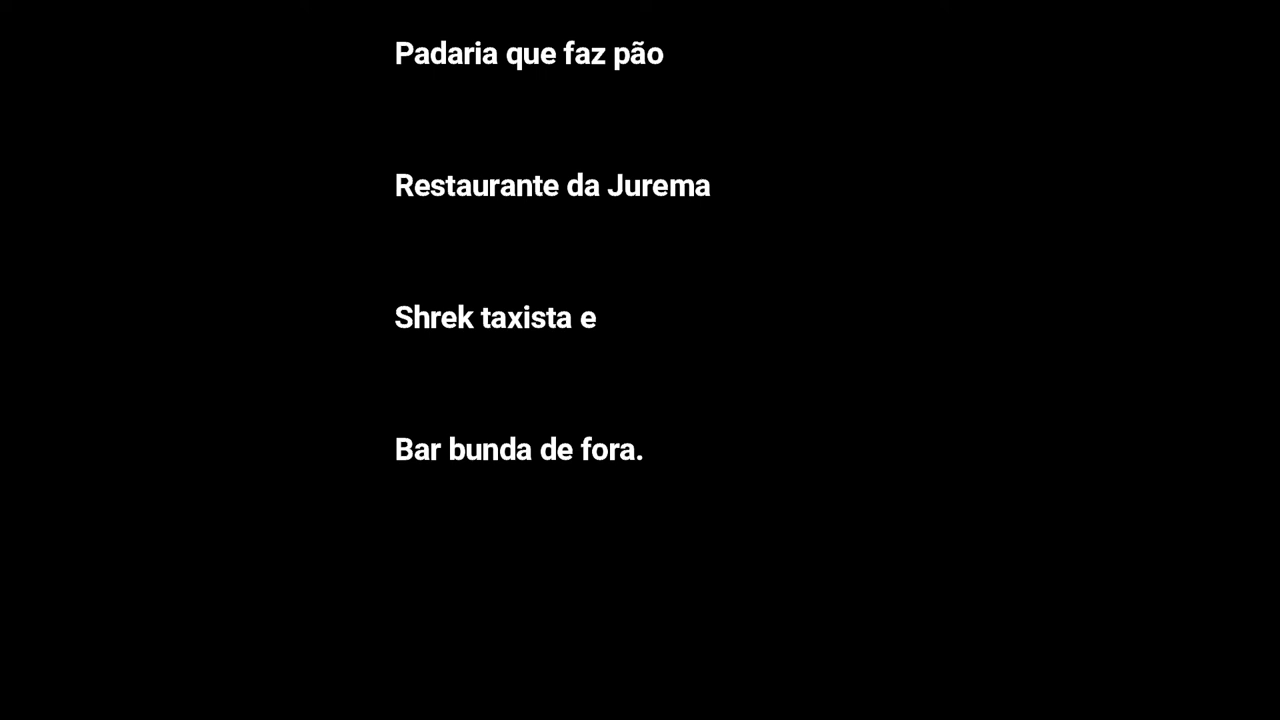 Padaria que faz pão
Restaurante da Jurema
Shrek taxista e
Bar bunda de fora.